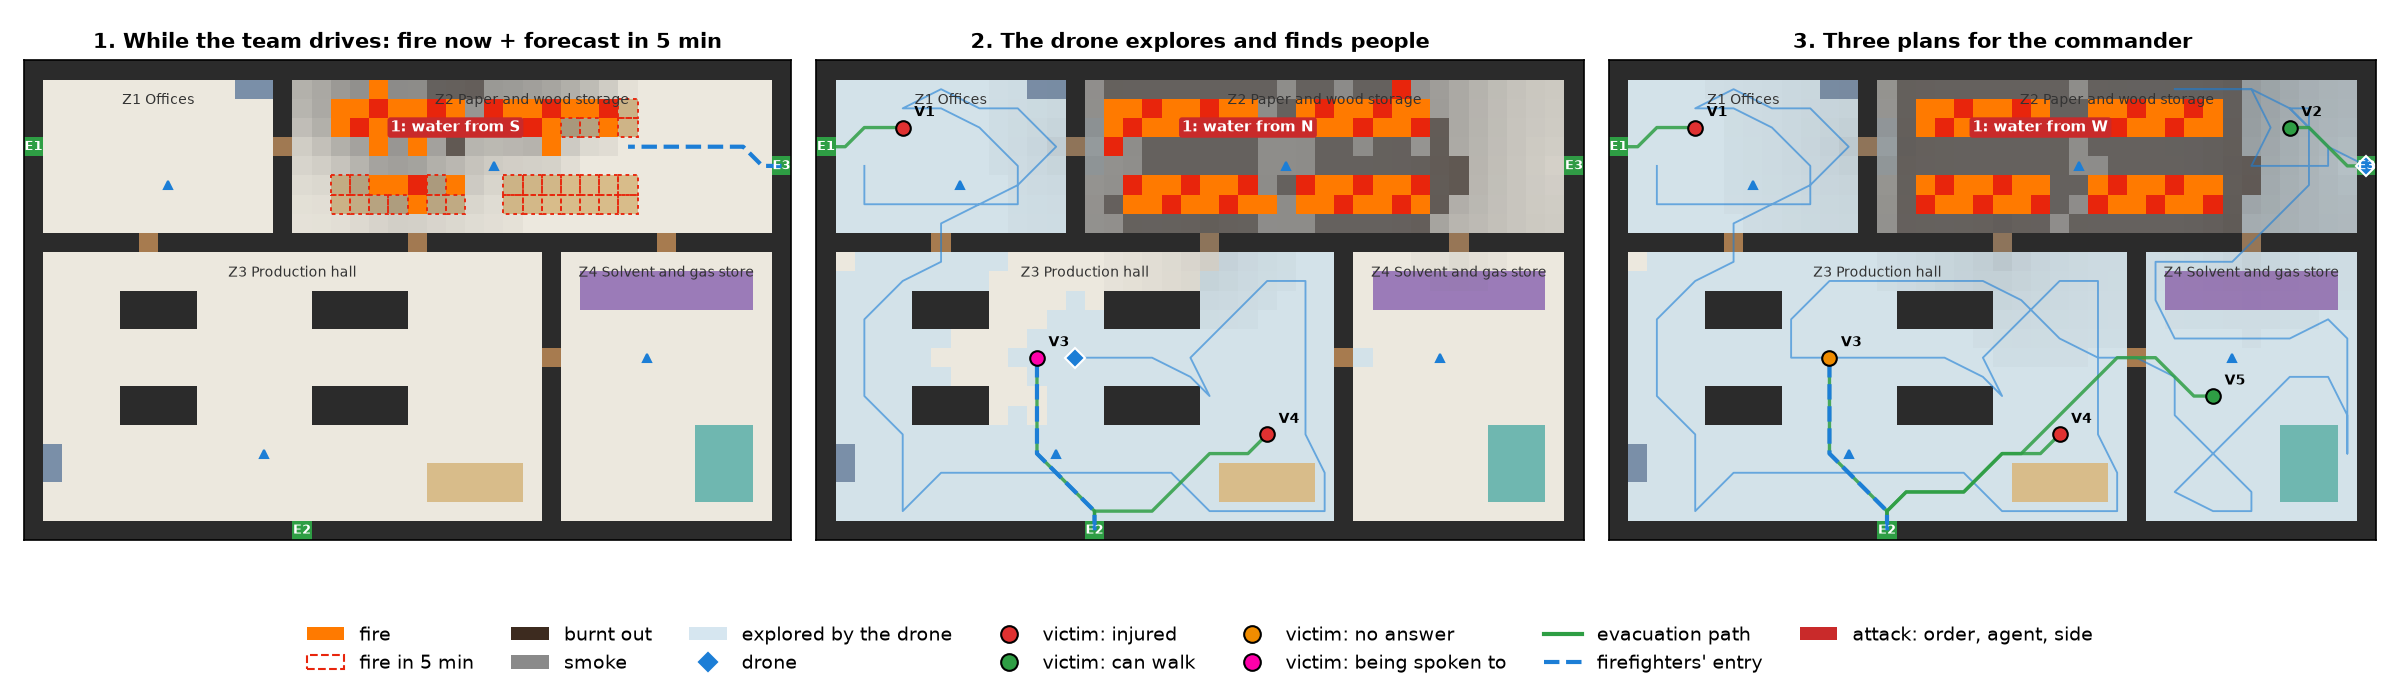 1. While the team drives: fire now + forecast in 5 min
Z1 Offices
Z2 Paper and wood storage
1: water from S
E1
E3
Z3 Production hall
Z4 Solvent and gas store
E2
2. The drone explores and finds people
Z1 Offices
Z2 Paper and wood storage
V1
1: water from N
E1
E3
Z3 Production hall
Z4 Solvent and gas store
V3
V4
E2
3. Three plans for the commander
Z1 Offices
Z2 Paper and wood storage
V1
V2
1: water from W
E1
E3
Z3 Production hall
Z4 Solvent and gas store
V3
V5
V4
E2
fire
fire in 5 min
burnt out
smoke
explored by the drone
drone
victim: injured
victim: can walk
victim: no answer
victim: being spoken to
evacuation path
firefighters' entry
attack: order, agent, side